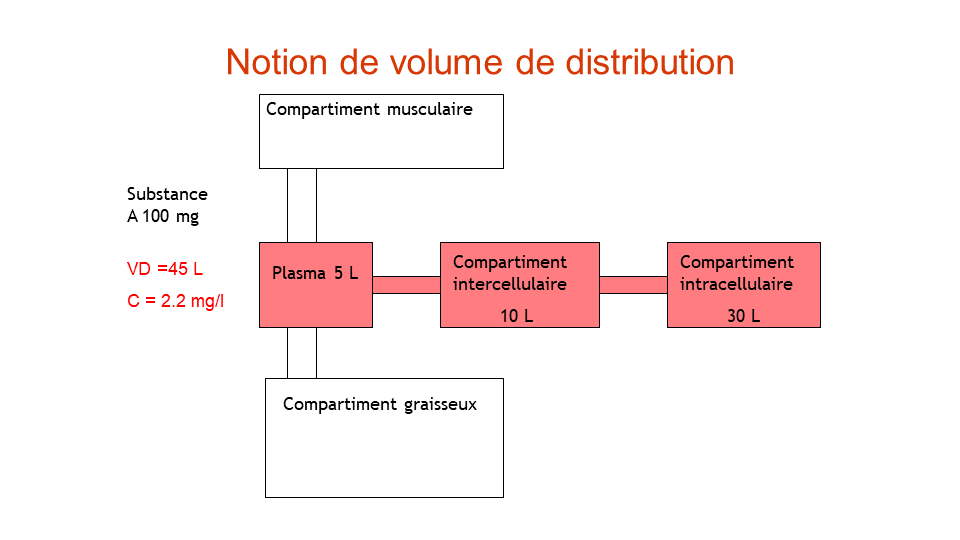 Notion de volume de distribution
Compartiment musculaire
Substance
A 100 mg
VD =45 L
C = 2.2 mg/l
Plasma 5 L
Compartiment
intercellulaire
10 L
Compartiment
intracellulaire
30 L
Compartiment graisseux